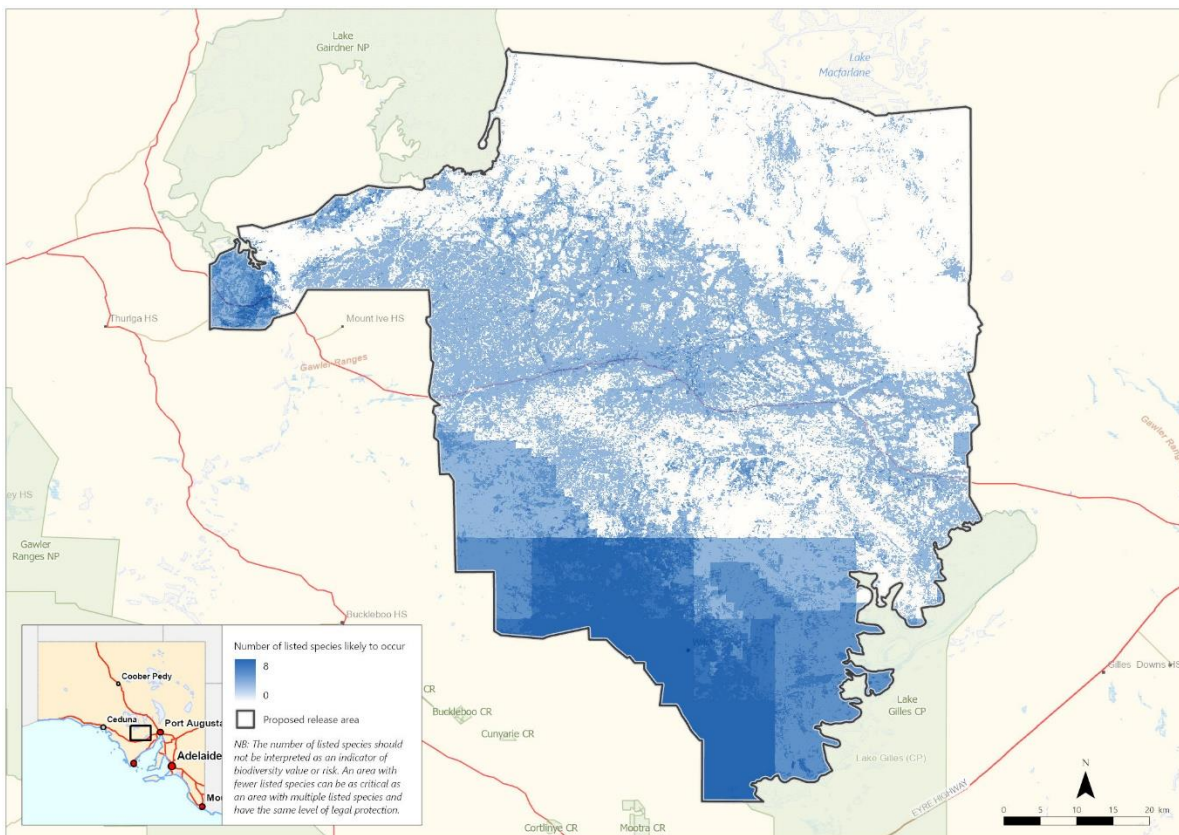 Lake
Gairdner NP
Lake
Macfarlane
Thuriga HS
Mount Ive HS
Gawler Ranges
Gawler Rang
ey HS
Gawler
Ranges NP
Buckleboo HS
CR
Buckleboo CR
Cunyarie CR
Cortlinye CR
Mootra CR
Lake
Gilles CP
Lake Gilles (CP)
Gilles Downs HS
EYRE HIGHWAY
Coober Pedy
Ceduna
Port Augusta
Adelaide
Mou
Number of listed species likely to occur
8
0
Proposed release area
NB: The number of listed species should
not be interpreted as an indicator of
biodiversity value or risk. An area with
fewer listed species can be as critical as
an area with multiple listed species and
have the same level of legal protection.
N
0 5 10 15 20 km